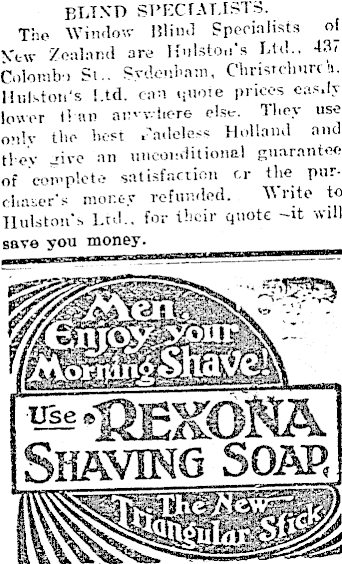 BLIND SPECIALISTS.
The Window Blind Specialists of
New Zealand are Hulston's Ltd., 437
Colombo St., Sydenham, Christchurch.
Hulston's Ltd. can quote prices easily
lower than anywhere else. They use
only the best Fadeless Holland and
they give an unconditional guarantee
of complete satisfaction or the pur-
chaser's money refunded. Write to
Hulston's Ltd., for their quote—it will
save you money.
Men,
Enjoy your
Morning Shave!
Use REXONA
SHAVING SOAP,
The New
Triangular Stick.